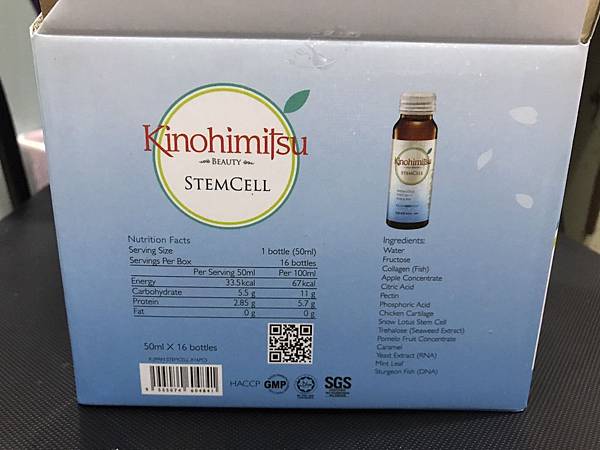 Kinohimitsu
BEAUTY
STEMCELL
Kinohimitsu
STEMCELL
Nutrition Facts
Serving Size 1 bottle (50ml)
Servings Per Box 16 bottles
Per Serving 50ml Per 100ml
Energy 33.5kcal 67kcal
Carbohydrate 5.5 g 11 g
Protein 2.85 g 5.7 g
Fat 0 g 0 g
50ml X 16 bottles
HACCP GMP SGS
Ingredients:
Water
Fructose
Collagen (Fish)
Apple Concentrate
Citric Acid
Pectin
Phosphoric Acid
Chicken Cartilage
Snow Lotus Stem Cell
Trehalose (Seaweed Extract)
Pomelo Fruit Concentrate
Caramel
Yeast Extract (RNA)
Mint Leaf
Sturgeon Fish (DNA)